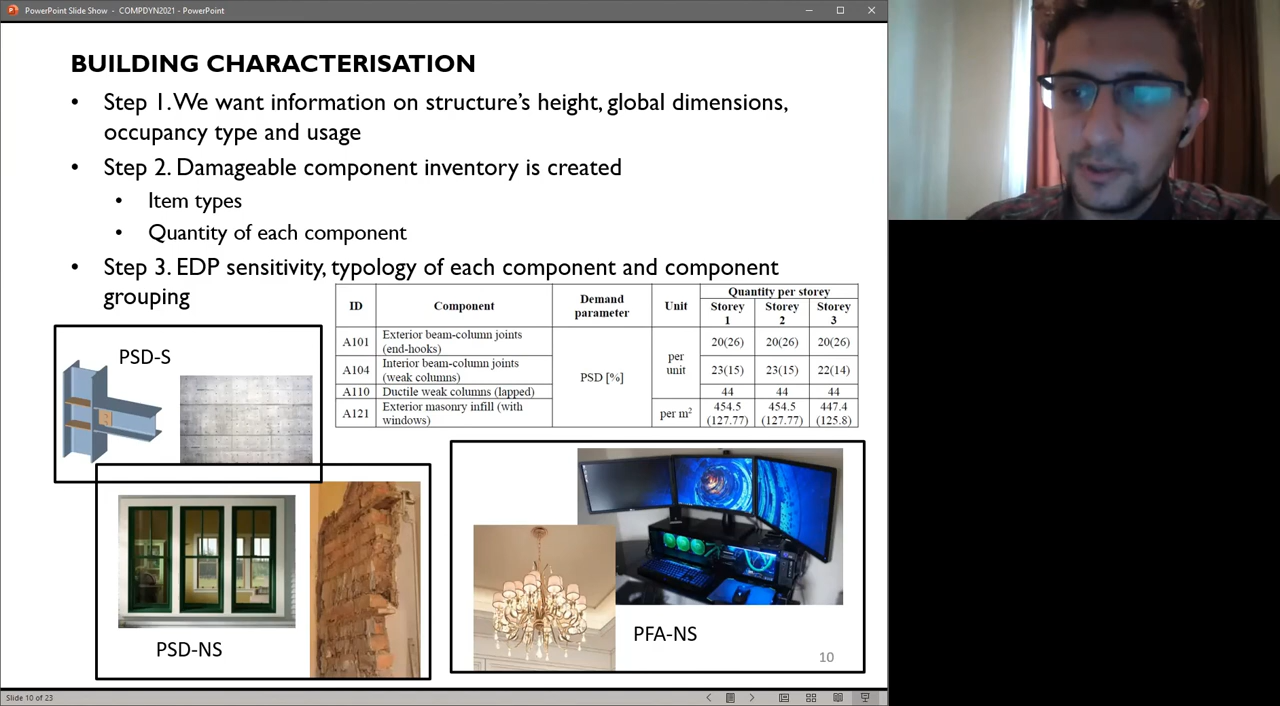 PowerPoint Slide Show - COMPDYN2021 - PowerPoint
BUILDING CHARACTERISATION
• Step 1. We want information on structure's height, global dimensions,
occupancy type and usage
• Step 2. Damageable component inventory is created
• Item types
• Quantity of each component
• Step 3. EDP sensitivity, typology of each component and component
grouping
ID Component Demand parameter Unit Quantity per storey
Storey 1 Storey 2 Storey 3
A101 Exterior beam-column joints (end-hooks) PSD [%] per unit 20(26) 20(26) 20(26)
A104 Interior beam-column joints (weak columns) 23(15) 23(15) 22(14)
A110 Ductile weak columns (lapped) 44 44 44
A121 Exterior masonry infill (with windows) per m² 454.5 (127.77) 454.5 (127.77) 447.4 (125.8)
PSD-S
PSD-NS
PFA-NS
10
Slide 10 of 23